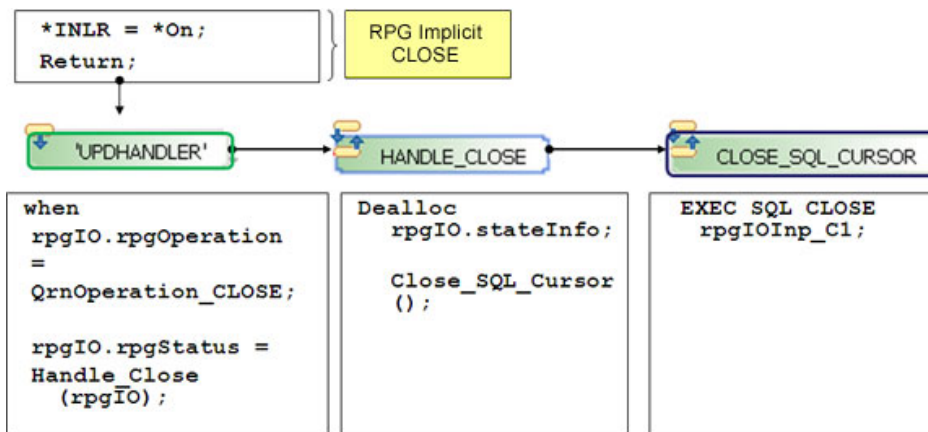 *INLR = *On;
Return;
RPG Implicit
CLOSE
'UPDHANDLER'
HANDLE_CLOSE
CLOSE_SQL_CURSOR
when
rpgIO.rpgOperation
=
QrnOperation_CLOSE;
rpgIO.rpgStatus =
Handle_Close
(rpgIO);
Dealloc
rpgIO.stateInfo;
Close_SQL_Cursor
();
EXEC SQL CLOSE
rpgIOInp_C1;